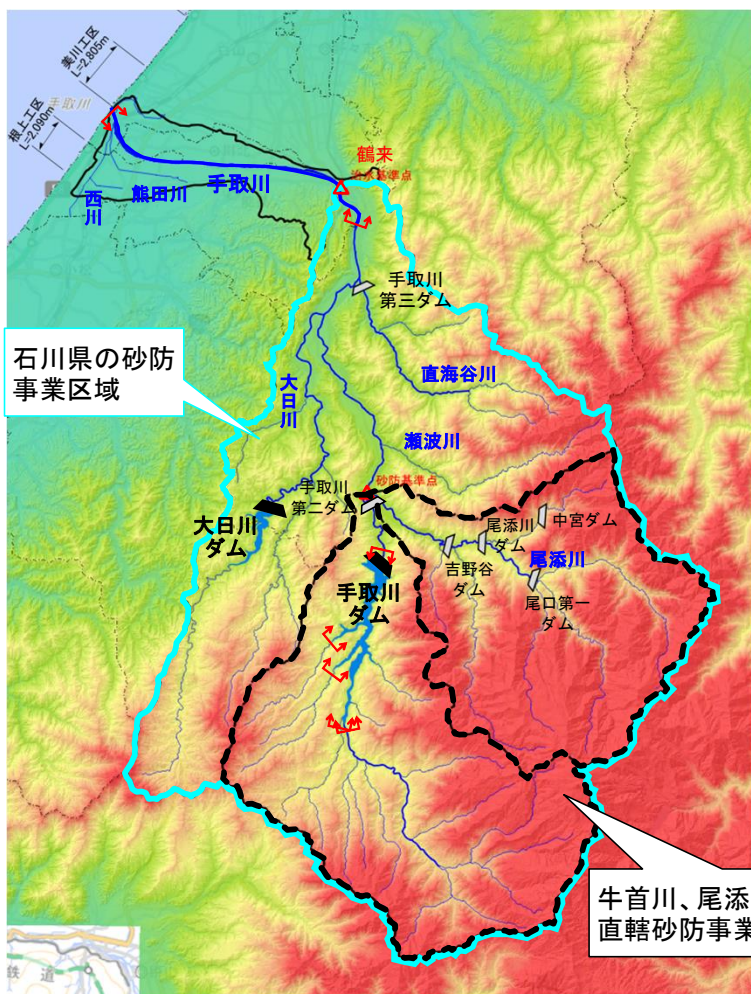 美川工区
L=2,805m
手取川
根上工区
L=2,090m
西川
熊田川
手取川
鶴来
治水基準点
手取川
第三ダム
石川県の砂防
事業区域
大日川
直海谷川
瀬波川
手取川
第二ダム
砂防基準点
大日川
ダム
尾添川
ダム
中宮ダム
吉野谷
ダム
尾添川
尾口第一
ダム
手取川
ダム
牛首川、尾添
直轄砂防事業
鉄道